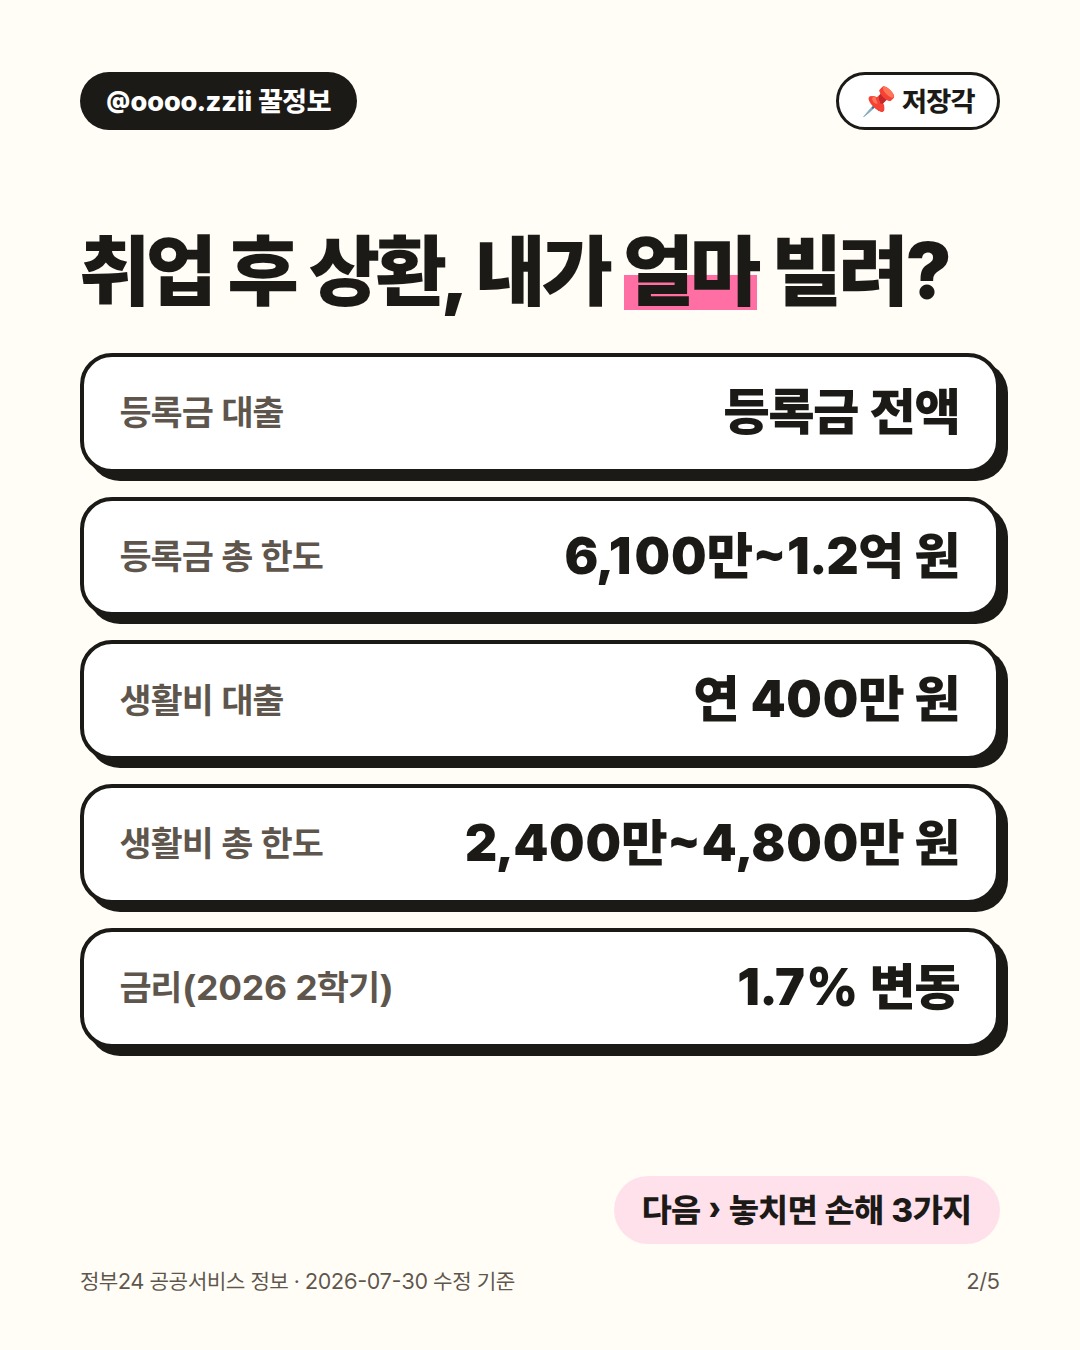 @oooo.zzii 꿀정보
📌 저장각
취업 후 상환, 내가 얼마 빌려?
등록금 대출
등록금 전액
등록금 총 한도
6,100만~1.2억 원
생활비 대출
연 400만 원
생활비 총 한도
2,400만~4,800만 원
금리(2026 2학기)
1.7% 변동
다음 › 놓치면 손해 3가지
정부24 공공서비스 정보 · 2026-07-30 수정 기준
2/5